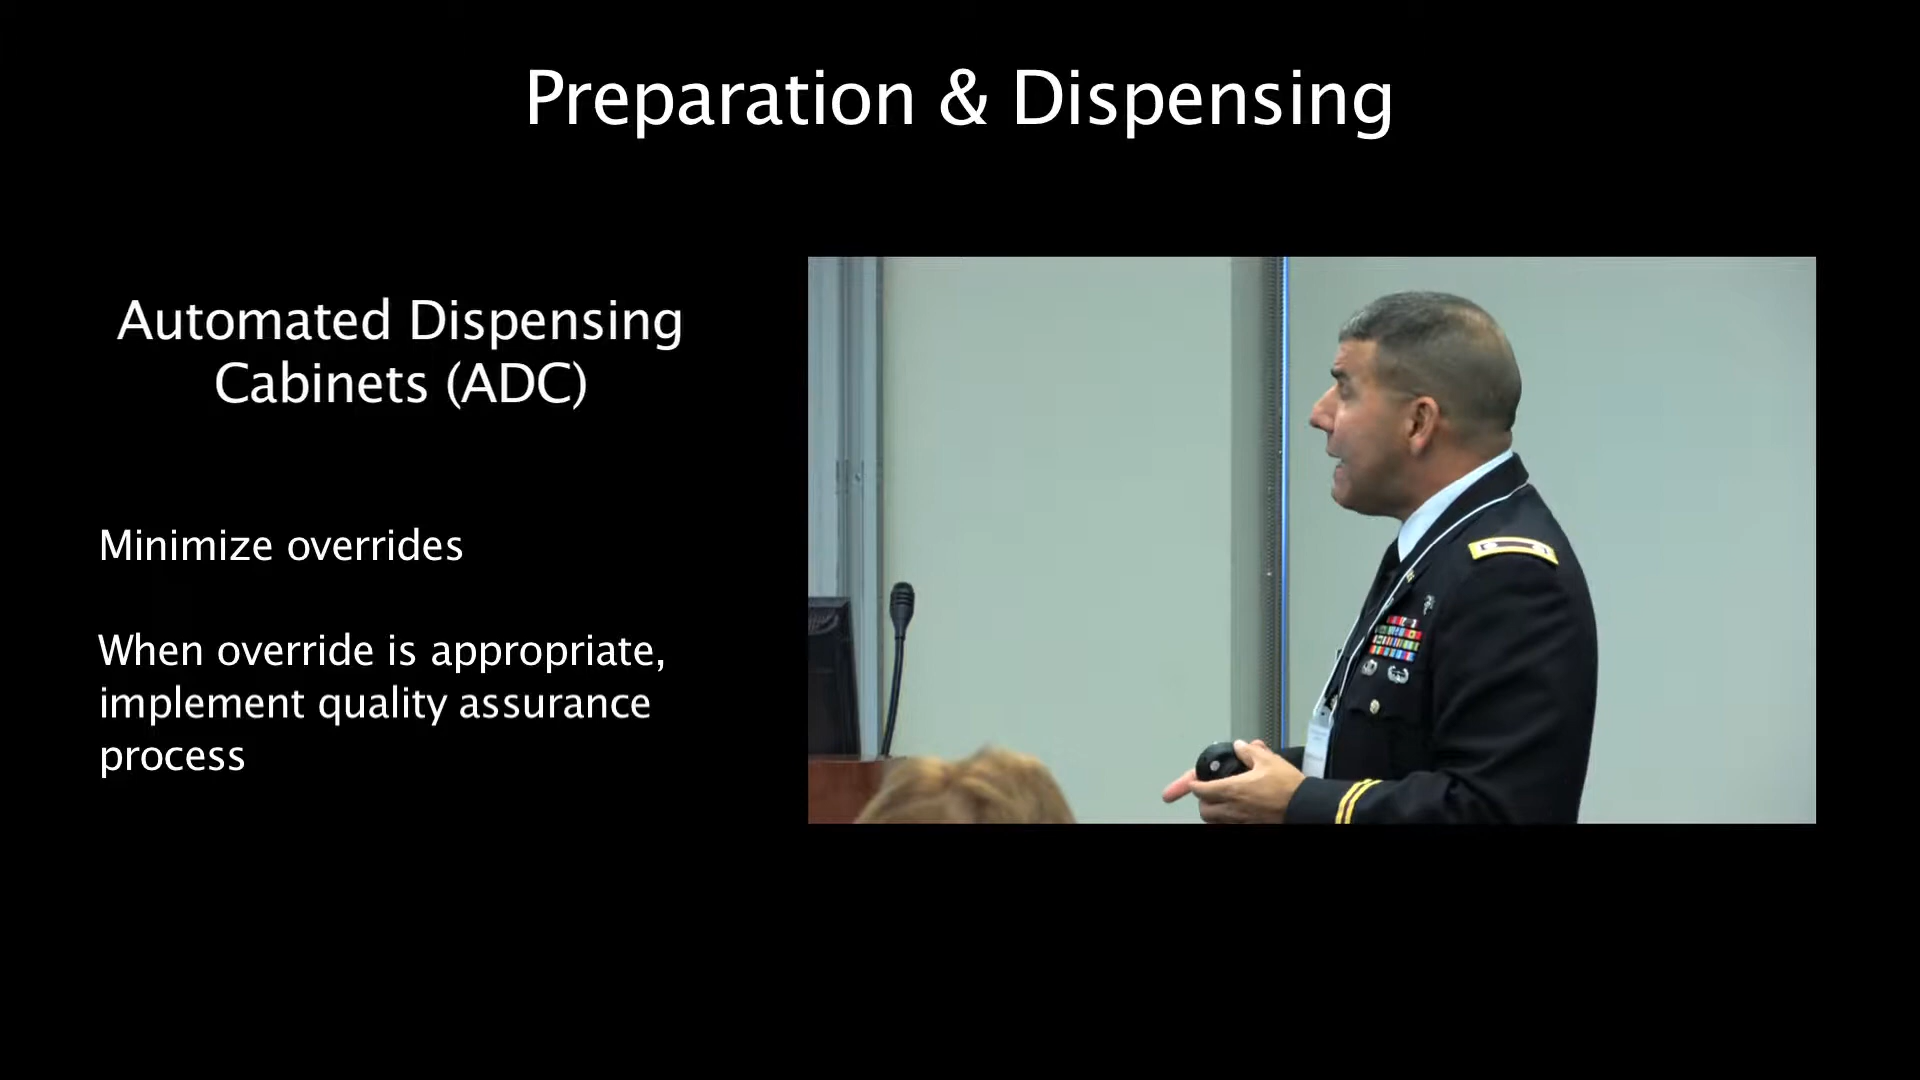 Preparation & Dispensing
Automated Dispensing
Cabinets (ADC)
Minimize overrides
When override is appropriate,
implement quality assurance
process